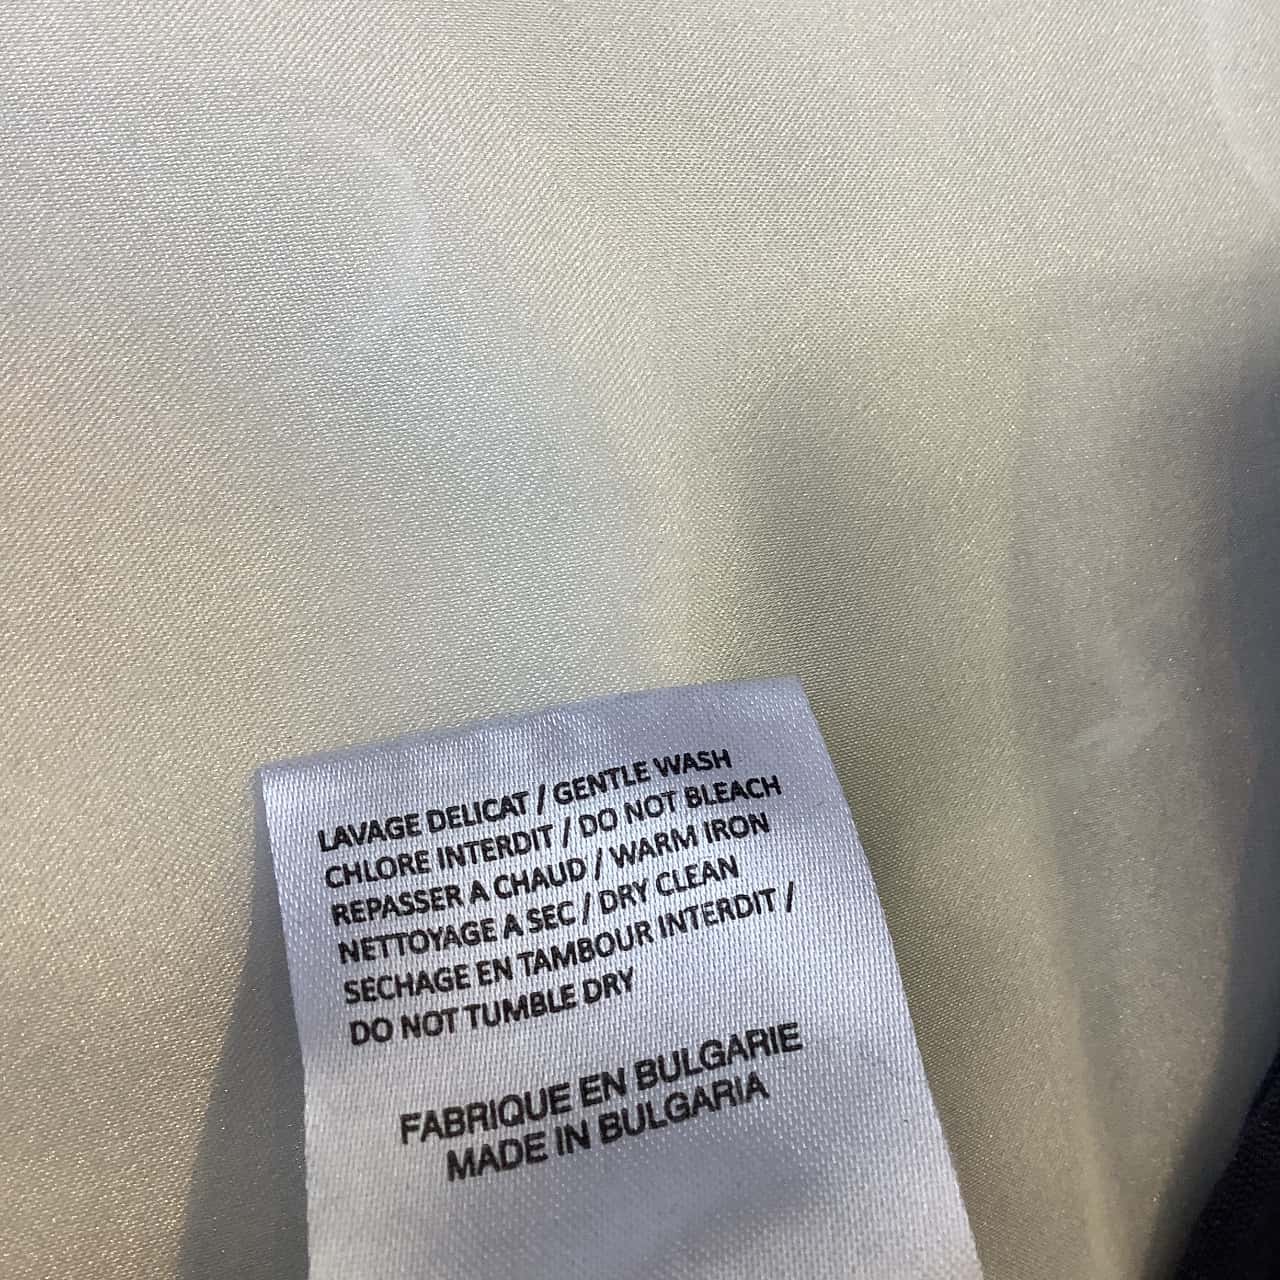 LAVAGE DELICAT / GENTLE WASH
CHLORE INTERDIT / DO NOT BLEACH
REPASSER A CHAUD / WARM IRON
NETTOYAGE A SEC / DRY CLEAN
SECHAGE EN TAMBOUR INTERDIT /
DO NOT TUMBLE DRY
FABRIQUE EN BULGARIE
MADE IN BULGARIA